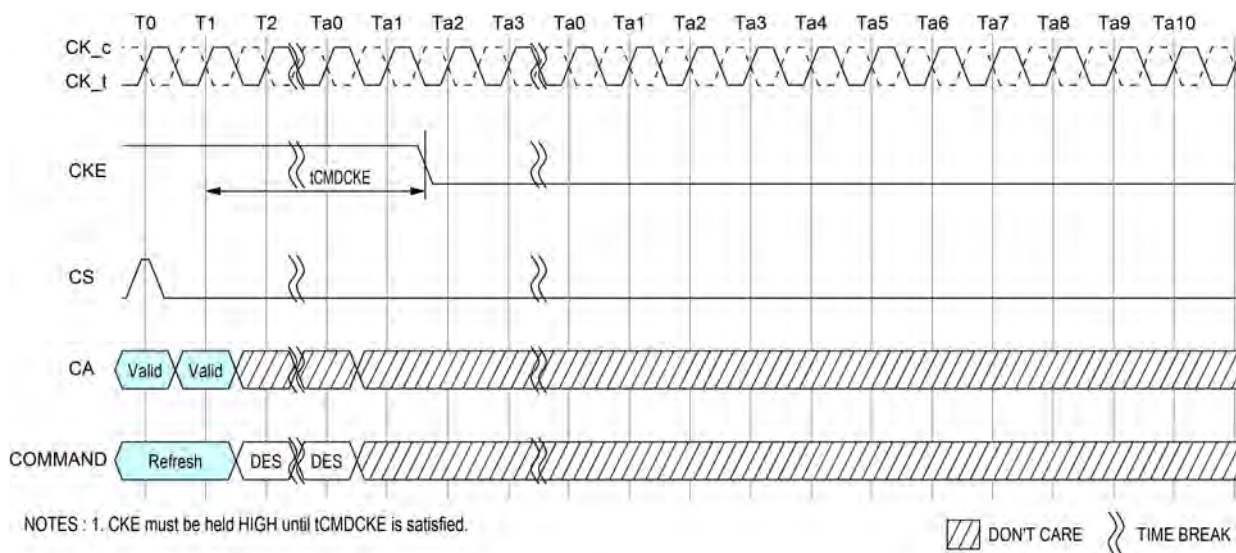 T0 T1 T2 Ta0 Ta1 Ta2 Ta3 Ta0 Ta1 Ta2 Ta3 Ta4 Ta5 Ta6 Ta7 Ta8 Ta9 Ta10
CK_c
CK_t
CKE
tCMDCKE
CS
CA Valid Valid
COMMAND Refresh DES DES
NOTES : 1. CKE must be held HIGH until tCMDCKE is satisfied.
DON'T CARE TIME BREAK